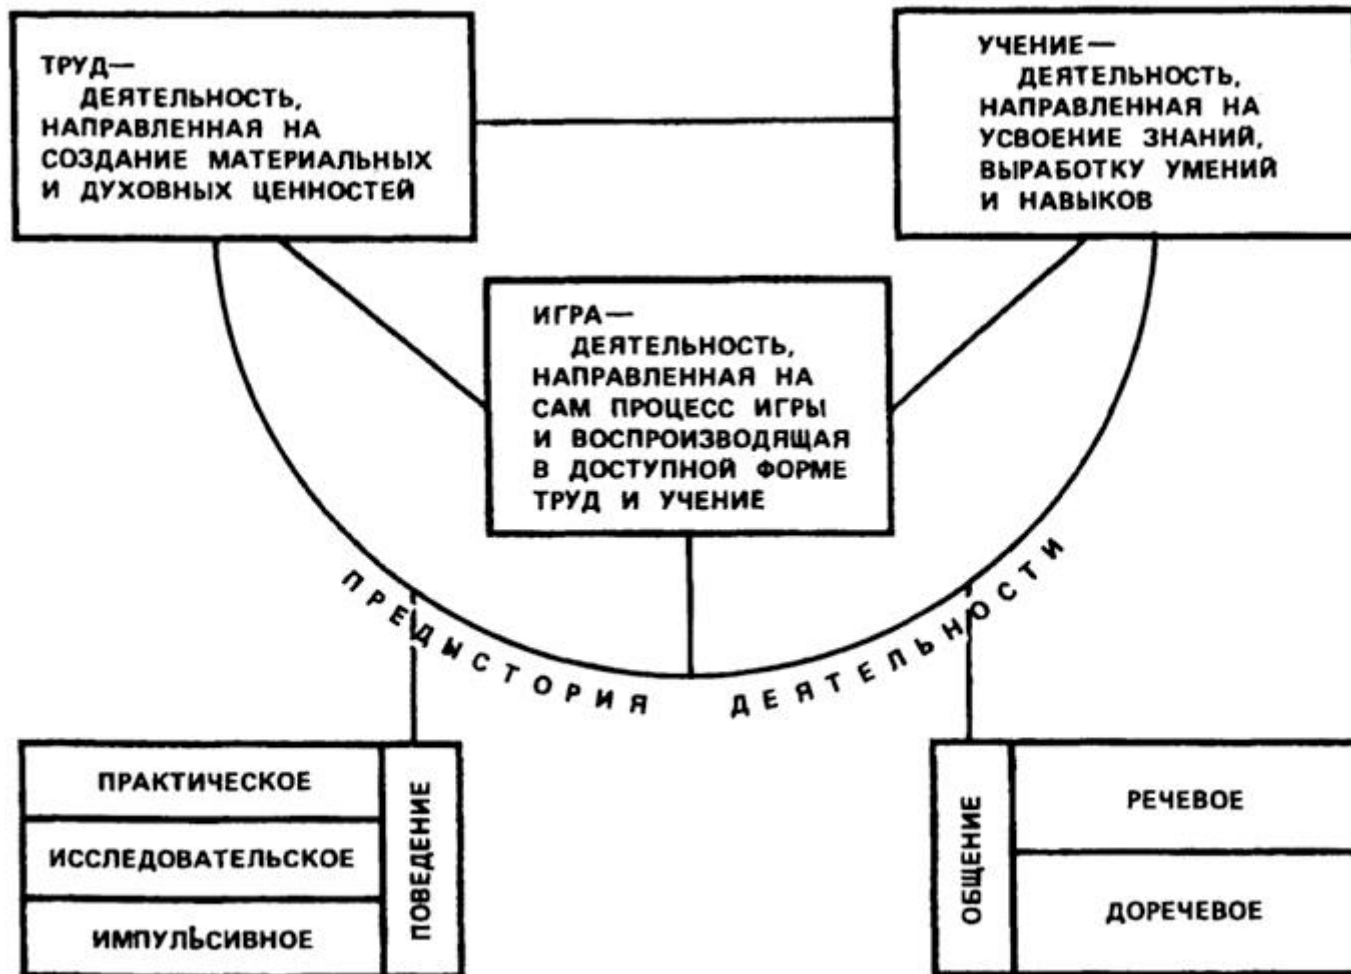 ТРУД—
ДЕЯТЕЛЬНОСТЬ,
НАПРАВЛЕННАЯ НА
СОЗДАНИЕ МАТЕРИАЛЬНЫХ
И ДУХОВНЫХ ЦЕННОСТЕЙ
УЧЕНИЕ—
ДЕЯТЕЛЬНОСТЬ,
НАПРАВЛЕННАЯ НА
УСВОЕНИЕ ЗНАНИЙ,
ВЫРАБОТКУ УМЕНИЙ
И НАВЫКОВ
ИГРА—
ДЕЯТЕЛЬНОСТЬ,
НАПРАВЛЕННАЯ НА
САМ ПРОЦЕСС ИГРЫ
И ВОСПРОИЗВОДЯЩАЯ
В ДОСТУПНОЙ ФОРМЕ
ТРУД И УЧЕНИЕ
ПРЕДЫСТОРИЯ ДЕЯТЕЛЬНОСТИ
ПРАКТИЧЕСКОЕ
ИССЛЕДОВАТЕЛЬСКОЕ
ИМПУЛЬСИВНОЕ
ПОВЕДЕНИЕ
ОБЩЕНИЕ
РЕЧЕВОЕ
ДОРЕЧЕВОЕ